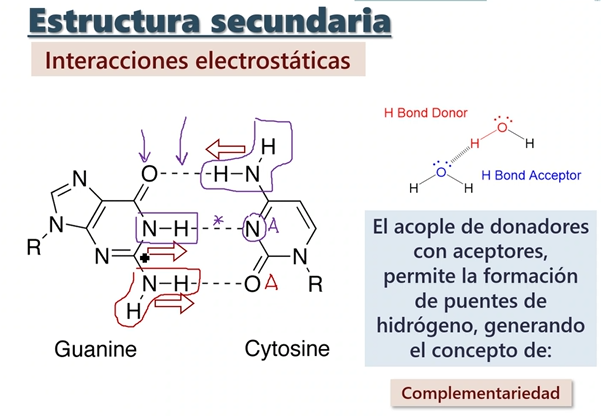 Estructura secundaria
Interacciones electrostáticas
H Bond Donor
O
H
H
O
H
H
H Bond Acceptor
H
O
H
N
N
N
H
*
N
A
N
R
N
N
R
N
H
O
A
H
Guanine
Cytosine
El acople de donadores
con aceptores,
permite la formación
de puentes de
hidrógeno, generando
el concepto de:
Complementariedad